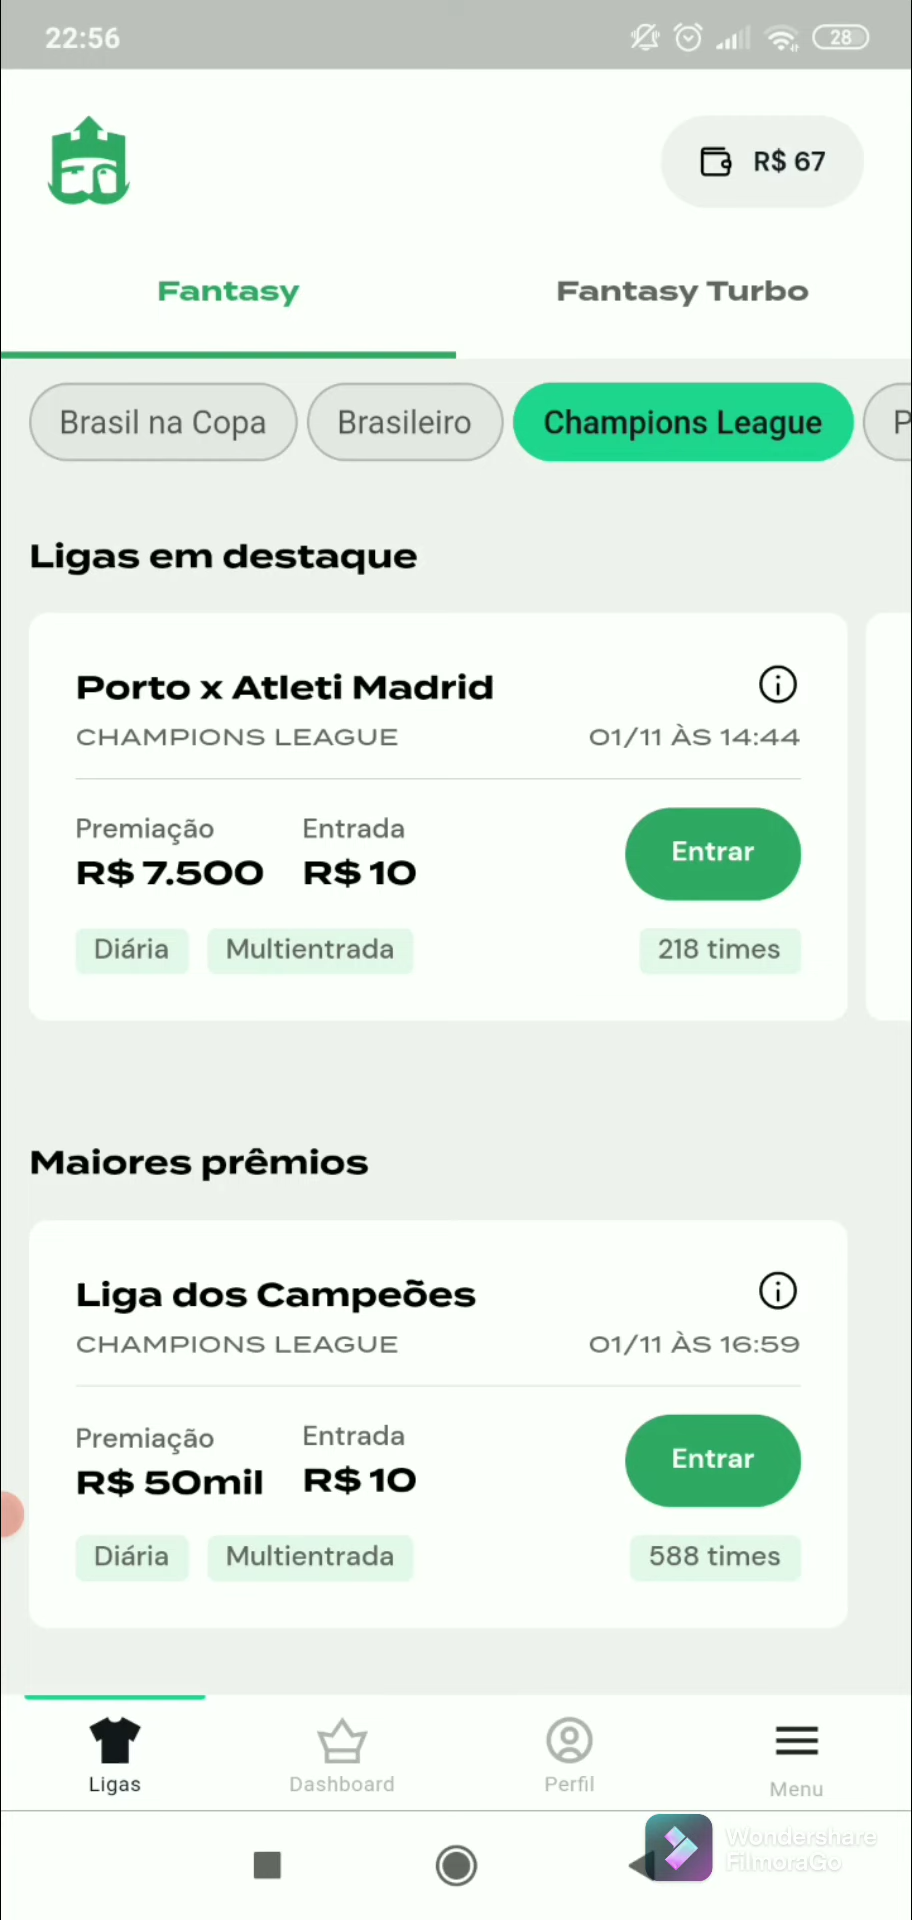 22:56
28
R$ 67
Fantasy
Fantasy Turbo
Brasil na Copa
Brasileiro
Champions League
P
Ligas em destaque
Porto x Atleti Madrid
CHAMPIONS LEAGUE
01/11 ÀS 14:44
Premiação
Entrada
R$ 7.500
R$ 10
Entrar
Diária
Multientrada
218 times
Maiores prêmios
Liga dos Campeões
CHAMPIONS LEAGUE
01/11 ÀS 16:59
Premiação
Entrada
R$ 50mil
R$ 10
Entrar
Diária
Multientrada
588 times
Ligas
Dashboard
Perfil
Menu
Wondershare
FilmoraGo